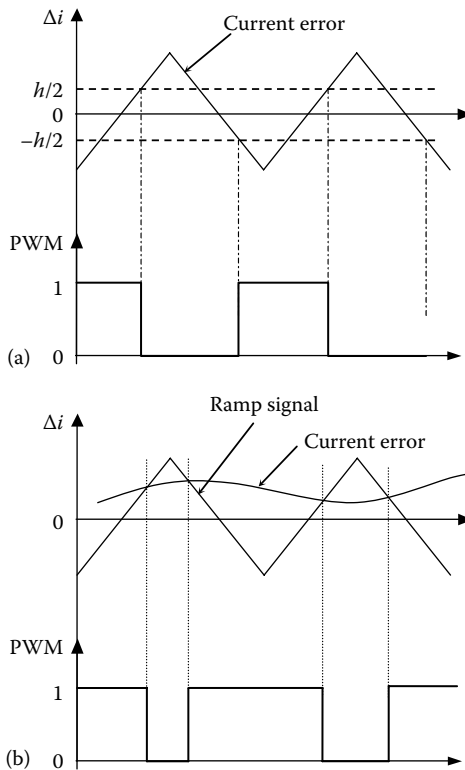 Δi
Current error
h/2
0
−h/2
PWM
1
0
(a)
Ramp signal
Δi
Current error
0
PWM
1
0
(b)